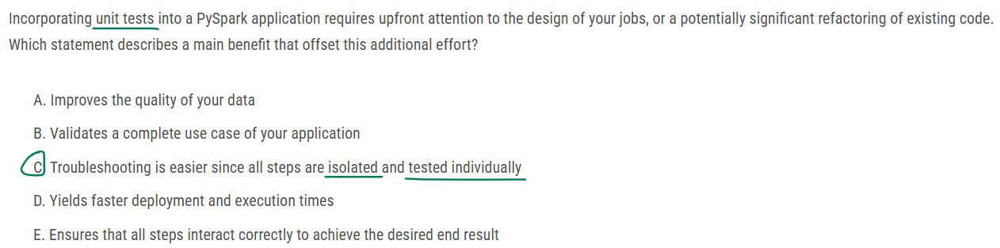 Incorporating unit tests into a PySpark application requires upfront attention to the design of your jobs, or a potentially significant refactoring of existing code.
Which statement describes a main benefit that offset this additional effort?
A. Improves the quality of your data
B. Validates a complete use case of your application
C Troubleshooting is easier since all steps are isolated and tested individually
D. Yields faster deployment and execution times
E. Ensures that all steps interact correctly to achieve the desired end result